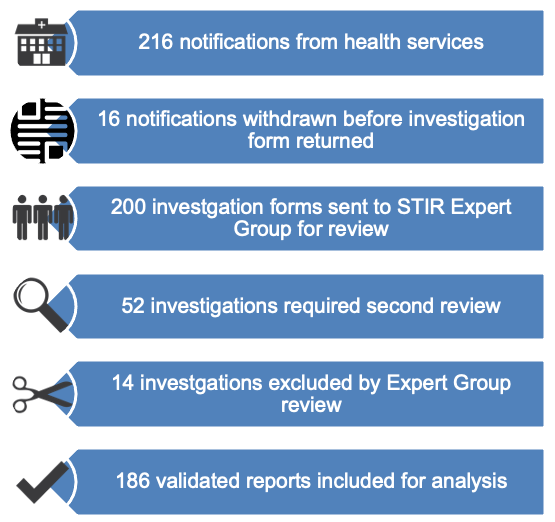 216 notifications from health services
16 notifications withdrawn before investigation
form returned
200 investgation forms sent to STIR Expert
Group for review
52 investigations required second review
14 investgations excluded by Expert Group
review
186 validated reports included for analysis